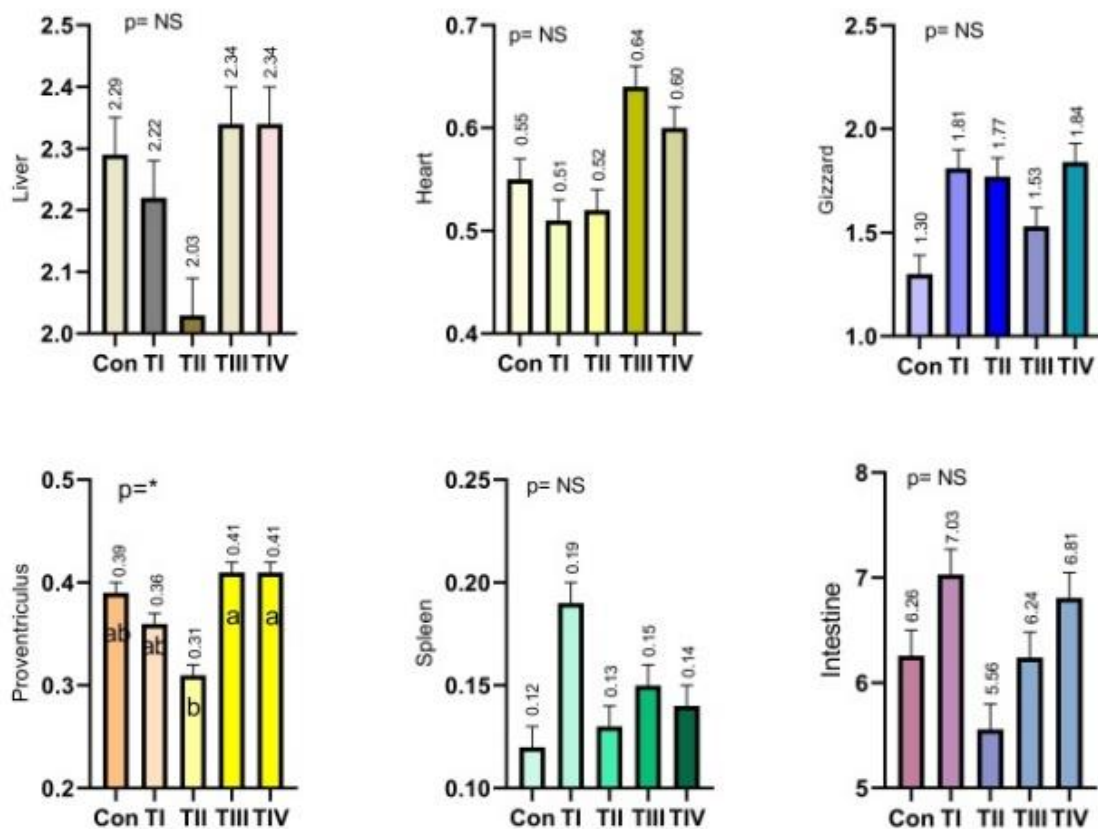 p= NS
Liver
2.5
2.4
2.3
2.2
2.1
2.0
2.29
2.22
2.03
2.34
2.34
Con TI TII TIII TIV
p= NS
Heart
0.7
0.6
0.5
0.4
0.55
0.51
0.52
0.64
0.60
Con TI TII TIII TIV
p= NS
Gizzard
2.5
2.0
1.5
1.0
1.30
1.81
1.77
1.53
1.84
Con TI TII TIII TIV
p=*
Proventriculus
0.5
0.4
0.3
0.2
0.39
0.36
0.31
0.41
0.41
ab
ab
b
a
a
Con TI TII TIII TIV
p= NS
Spleen
0.25
0.20
0.15
0.10
0.12
0.19
0.13
0.15
0.14
Con TI TII TIII TIV
p= NS
Intestine
8
7
6
5
6.26
7.03
5.56
6.24
6.81
Con TI TII TIII TIV